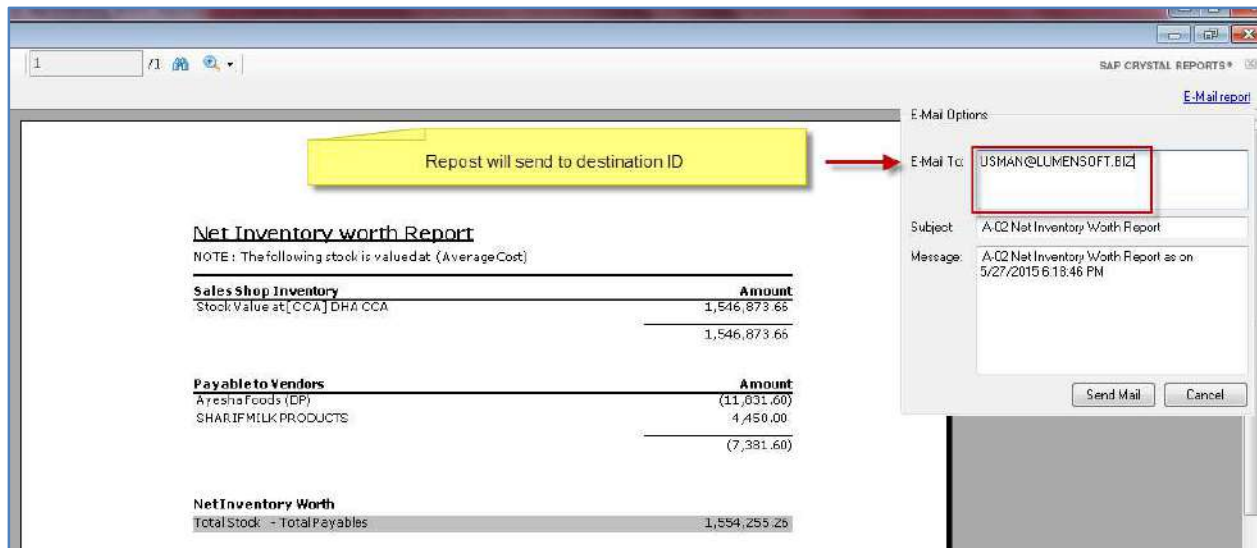 1 /1
SAP CRYSTAL REPORTS®
E-Mail report
E-Mail Options
Repost will send to destination ID
E-Mail To: USMAN@LUMENSOFT.BIZ
Subject: A-02 Net Inventory Worth Report
Message: A-02 Net Inventory Worth Report as on
5/27/2015 6:18:46 PM
Send Mail Cancel
Net Inventory worth Report
NOTE : The following stock is valued at (Average Cost)
Sales Shop Inventory Amount
Stock Value at [CCA] DHA CCA 1,546,873.66
1,546,873.66
Payable to Vendors Amount
Ayesha Foods (DP) (11,831.60)
SHARIF MILK PRODUCTS 4,450.00
(7,381.60)
Net Inventory Worth
Total Stock - Total Payables 1,554,255.26